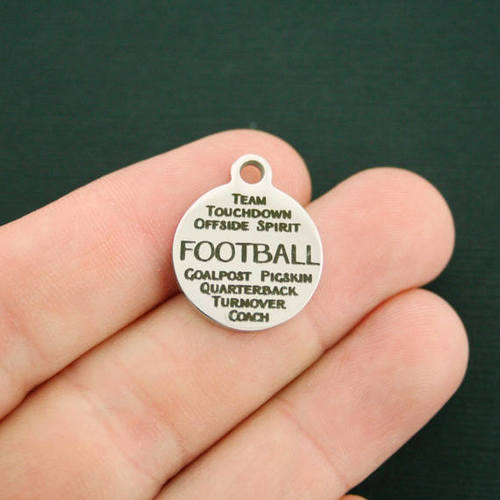 Team
Touchdown
Offside Spirit
FOOTBALL
Goalpost Pigskin
Quarterback
Turnover
Coach